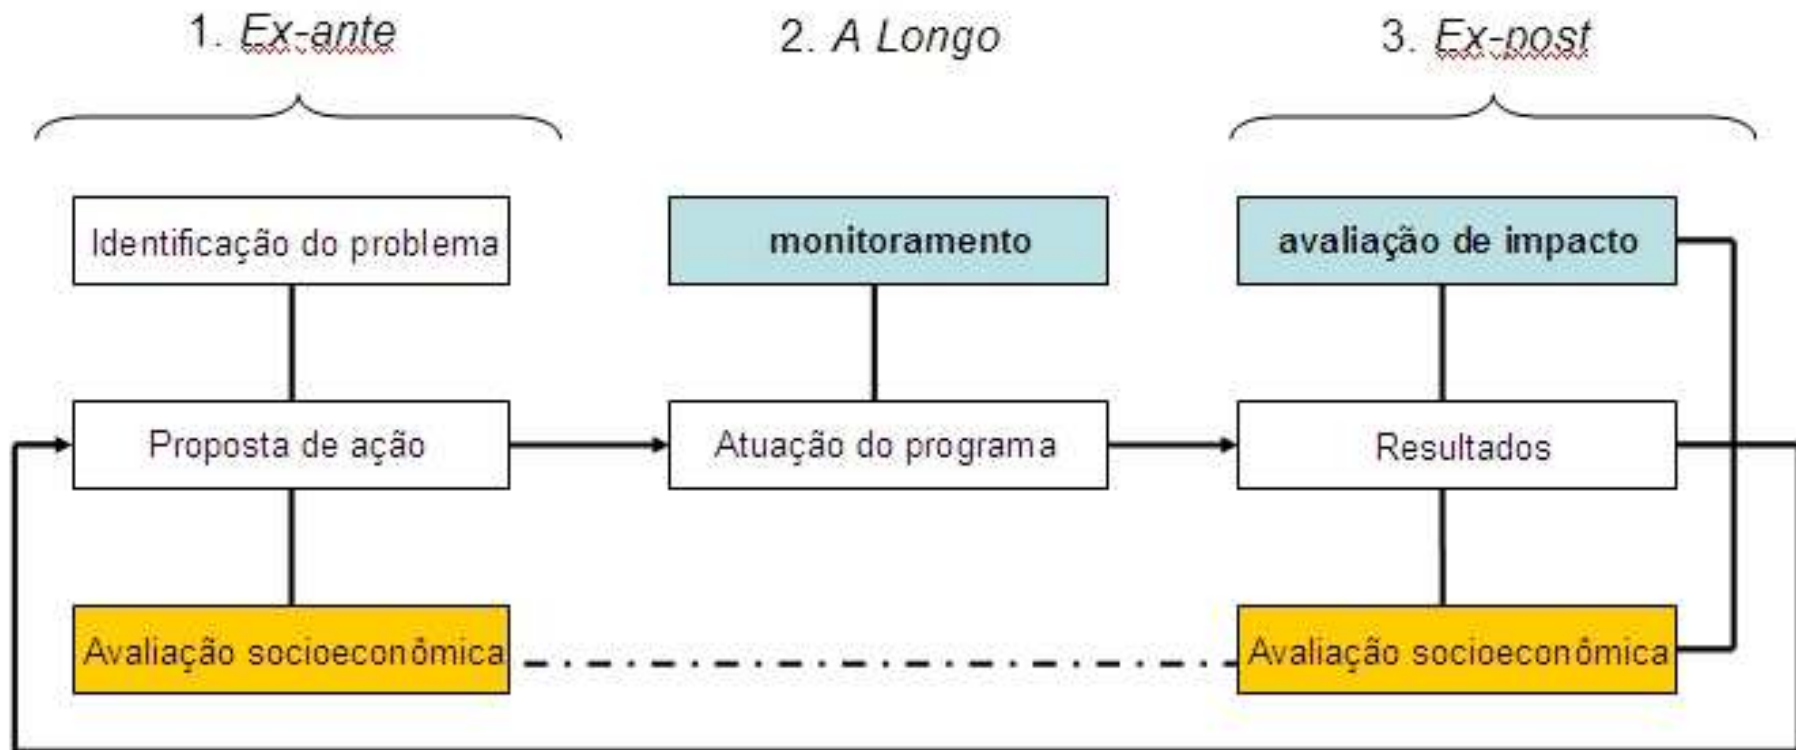 1. Ex-ante
2. A Longo
3. Ex-post
Identificação do problema
monitoramento
avaliação de impacto
Proposta de ação
Atuação do programa
Resultados
Avaliação socioeconômica
Avaliação socioeconômica